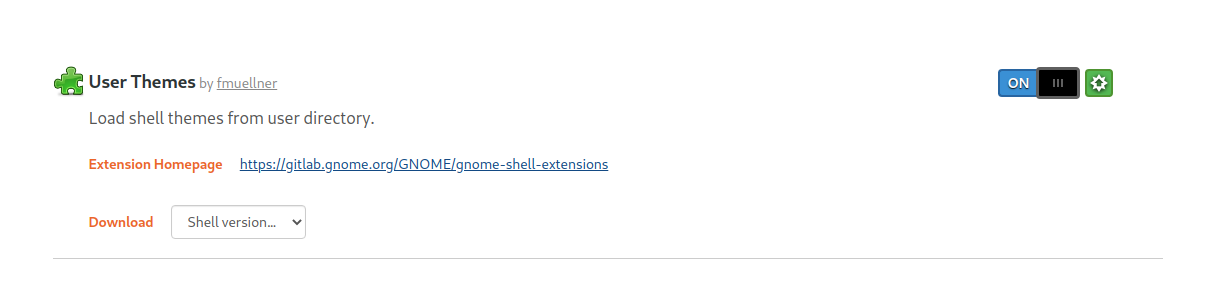 User Themes by fmuellner
ON
Load shell themes from user directory.
Extension Homepage https://gitlab.gnome.org/GNOME/gnome-shell-extensions
Download Shell version...